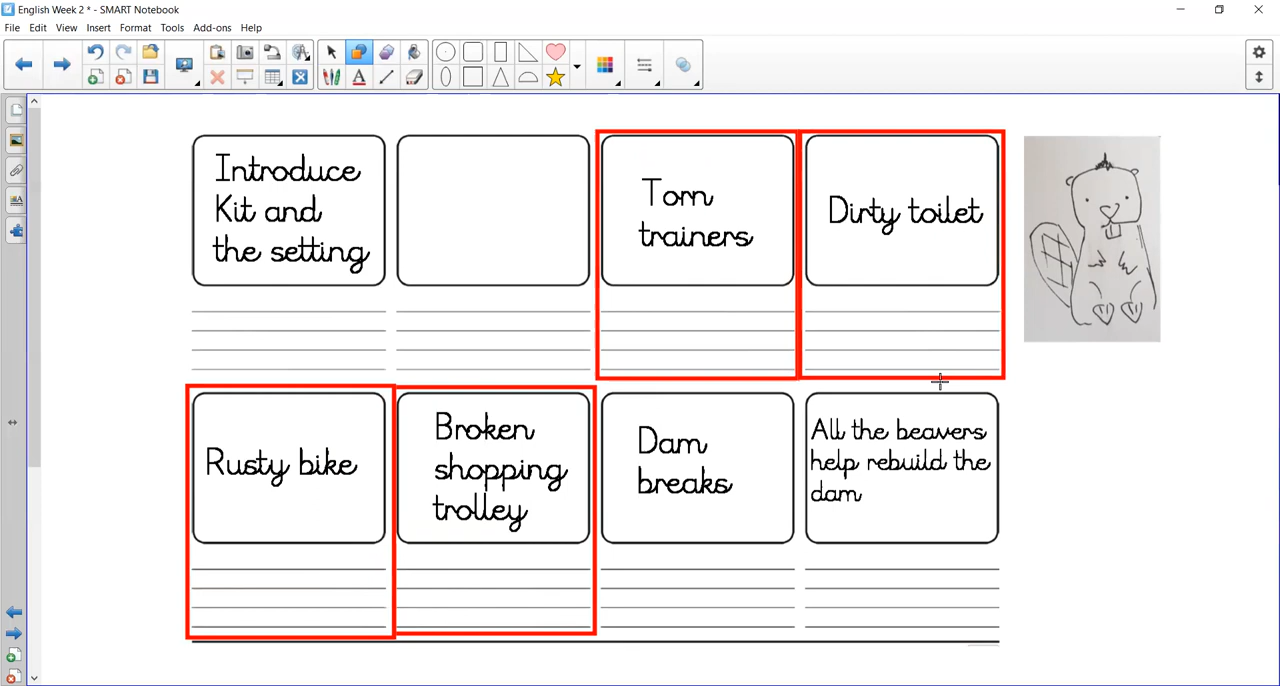 English Week 2 * - SMART Notebook
File Edit View Insert Format Tools Add-ons Help
Introduce
Kit and
the setting
Torn
trainers
Dirty toilet
Rusty bike
Broken
shopping
trolley
Dam
breaks
All the beavers
help rebuild the
dam